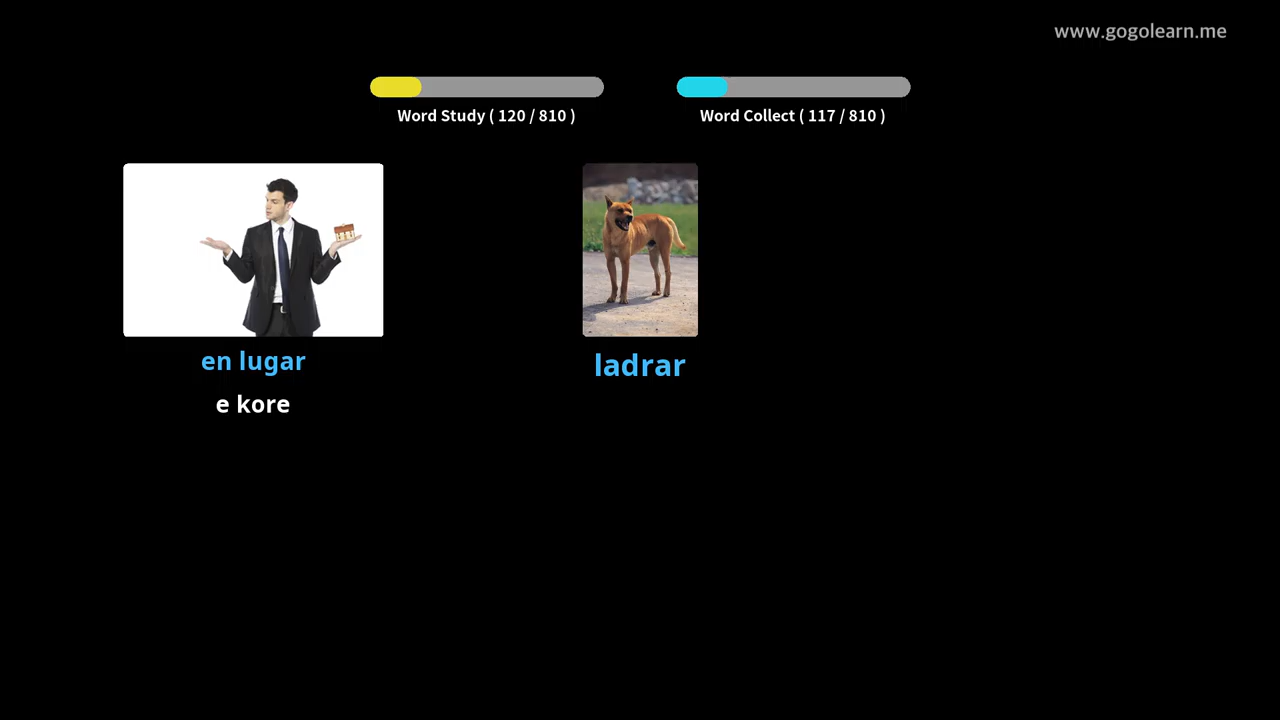 www.gogolearn.me
Word Study ( 120 / 810 )
Word Collect ( 117 / 810 )
en lugar
e kore
ladrar